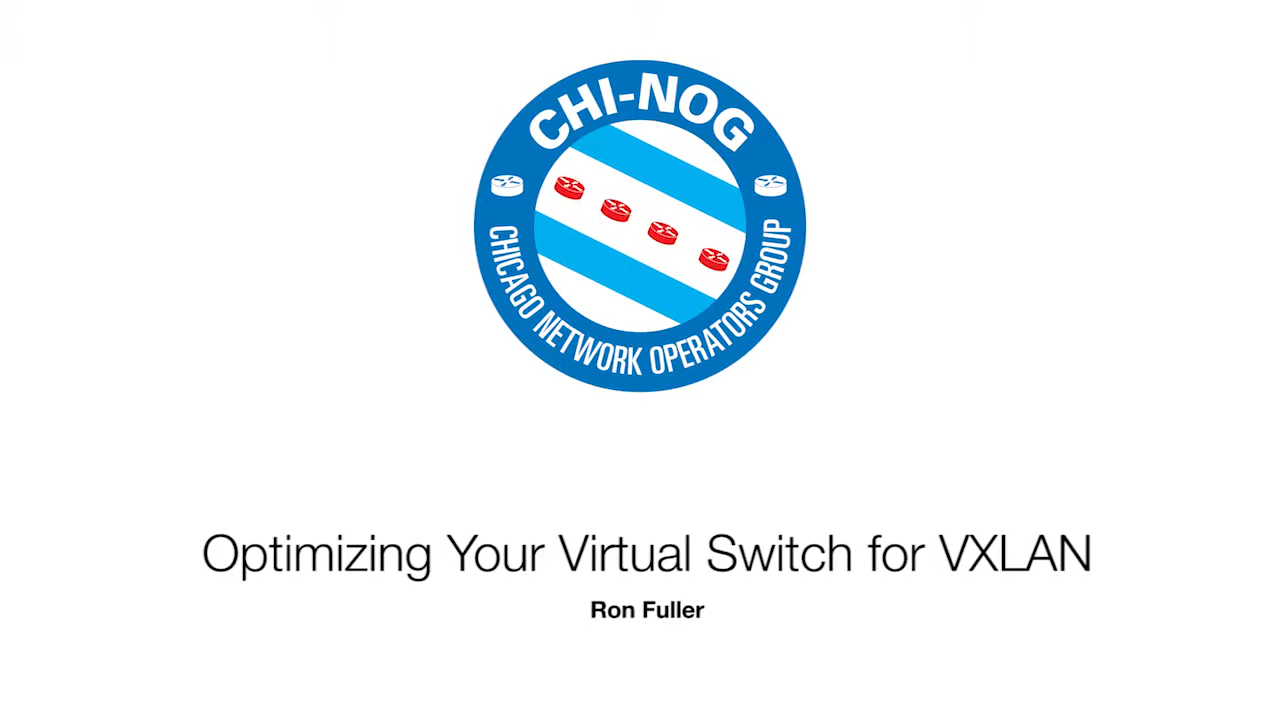 CHI-NOG
CHICAGO NETWORK OPERATORS GROUP
Optimizing Your Virtual Switch for VXLAN
Ron Fuller